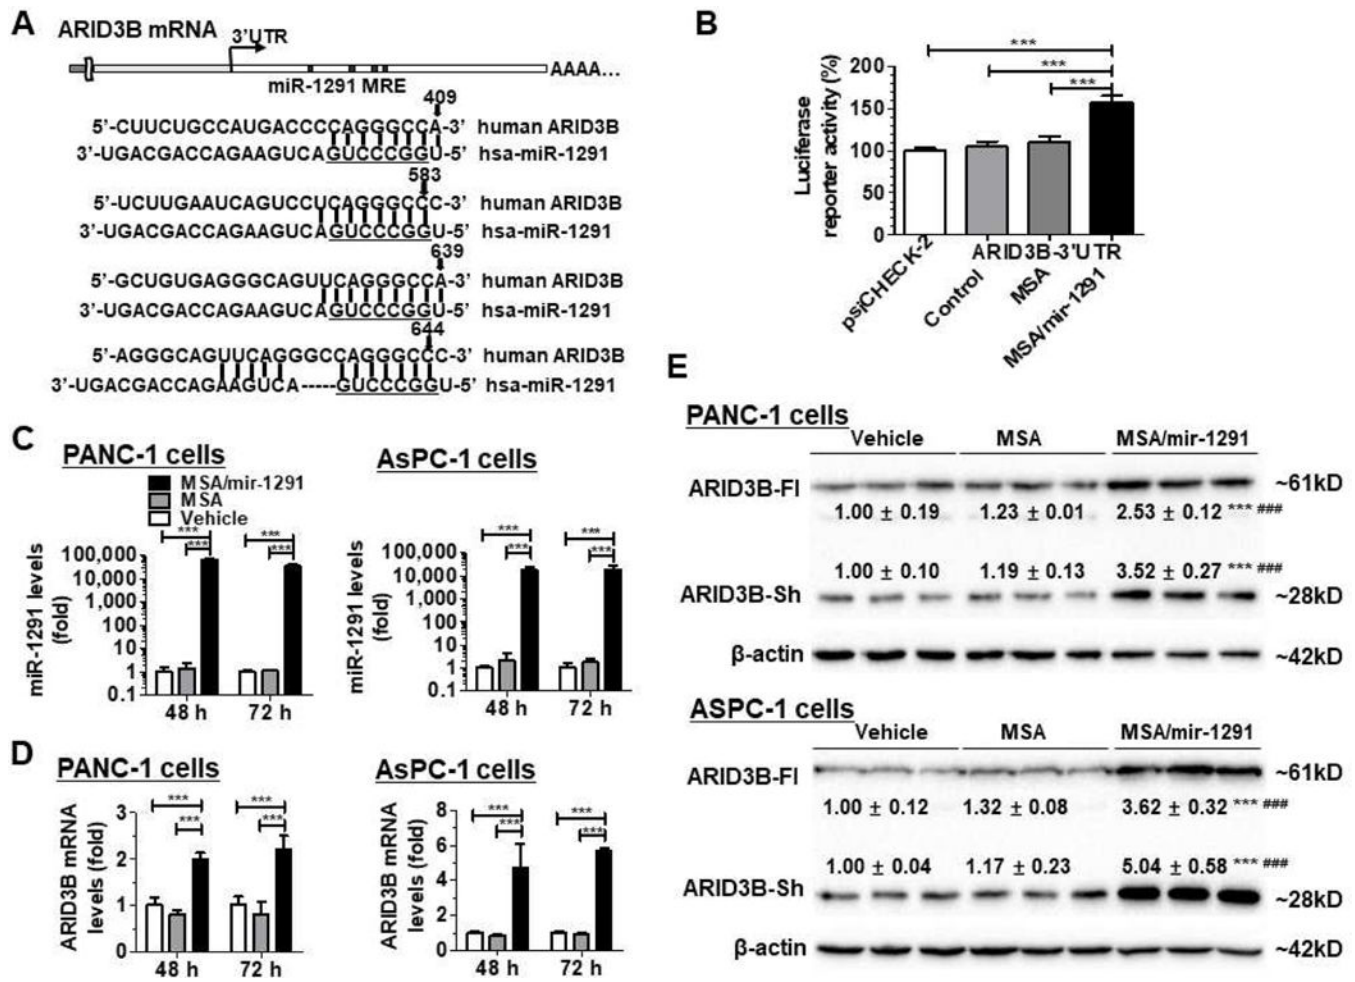 A
ARID3B mRNA
3'UTR
AAAA...
miR-1291 MRE
409
5'-CUUCUGCCAUGACCCCAGGGCCA-3' human ARID3B
3'-UGACGACCAGAAGUCAGUCCCGGU-5' hsa-miR-1291
583
5'-UCUUGAAUCAGUCCUCAGGGCCC-3' human ARID3B
3'-UGACGACCAGAAGUCAGUCCCGGU-5' hsa-miR-1291
639
5'-GCUGUGAGGGCAGUUCAGGGCCA-3' human ARID3B
3'-UGACGACCAGAAGUCAGUCCCGGU-5' hsa-miR-1291
644
5'-AGGGCAGUUCAGGGCCAGGGCCC-3' human ARID3B
3'-UGACGACCAGAAGUCA-----GUCCCGGU-5' hsa-miR-1291
B
Luciferase
reporter activity (%)
200
150
100
50
0
***
***
***
psiCHECK-2
Control
MSA
MSA/mir-1291
ARID3B-3'UTR
C
PANC-1 cells
MSA/mir-1291
MSA
Vehicle
miR-1291 levels
(fold)
100,000
10,000
1,000
100
10
1
0.1
***
***
***
***
48 h
72 h
AsPC-1 cells
miR-1291 levels
(fold)
100,000
10,000
1,000
100
10
1
0.1
***
***
***
***
48 h
72 h
D
PANC-1 cells
ARID3B mRNA
levels (fold)
3
2
1
0
***
***
***
***
48 h
72 h
AsPC-1 cells
ARID3B mRNA
levels (fold)
8
6
4
2
0
***
***
***
***
48 h
72 h
E
PANC-1 cells
Vehicle MSA MSA/mir-1291
ARID3B-Fl ~61kD
1.00 ± 0.19 1.23 ± 0.01 2.53 ± 0.12 *** ###
1.00 ± 0.10 1.19 ± 0.13 3.52 ± 0.27 *** ###
ARID3B-Sh ~28kD
β-actin ~42kD
ASPC-1 cells
Vehicle MSA MSA/mir-1291
ARID3B-Fl ~61kD
1.00 ± 0.12 1.32 ± 0.08 3.62 ± 0.32 *** ###
1.00 ± 0.04 1.17 ± 0.23 5.04 ± 0.58 *** ###
ARID3B-Sh ~28kD
β-actin ~42kD